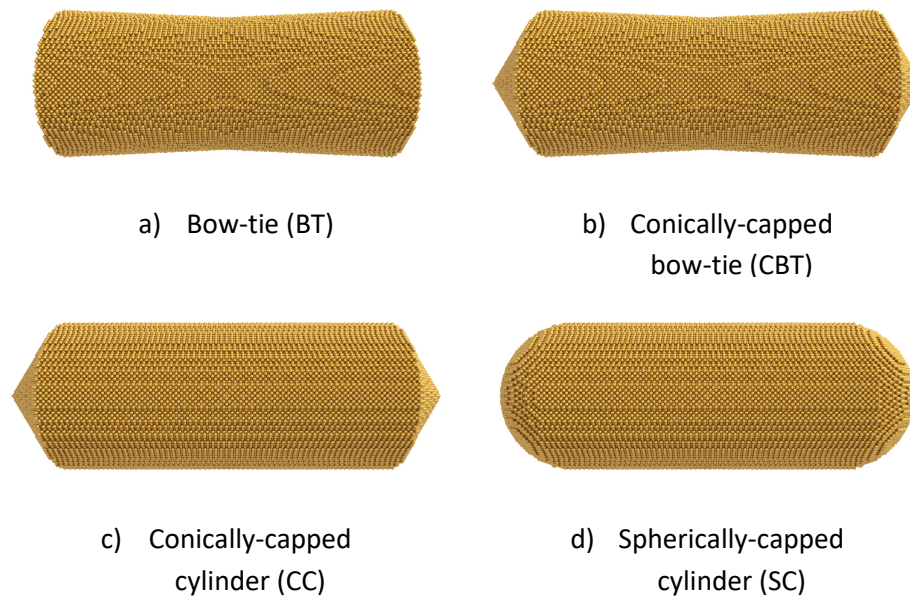 a) Bow-tie (BT)
b) Conically-capped
bow-tie (CBT)
c) Conically-capped
cylinder (CC)
d) Spherically-capped
cylinder (SC)